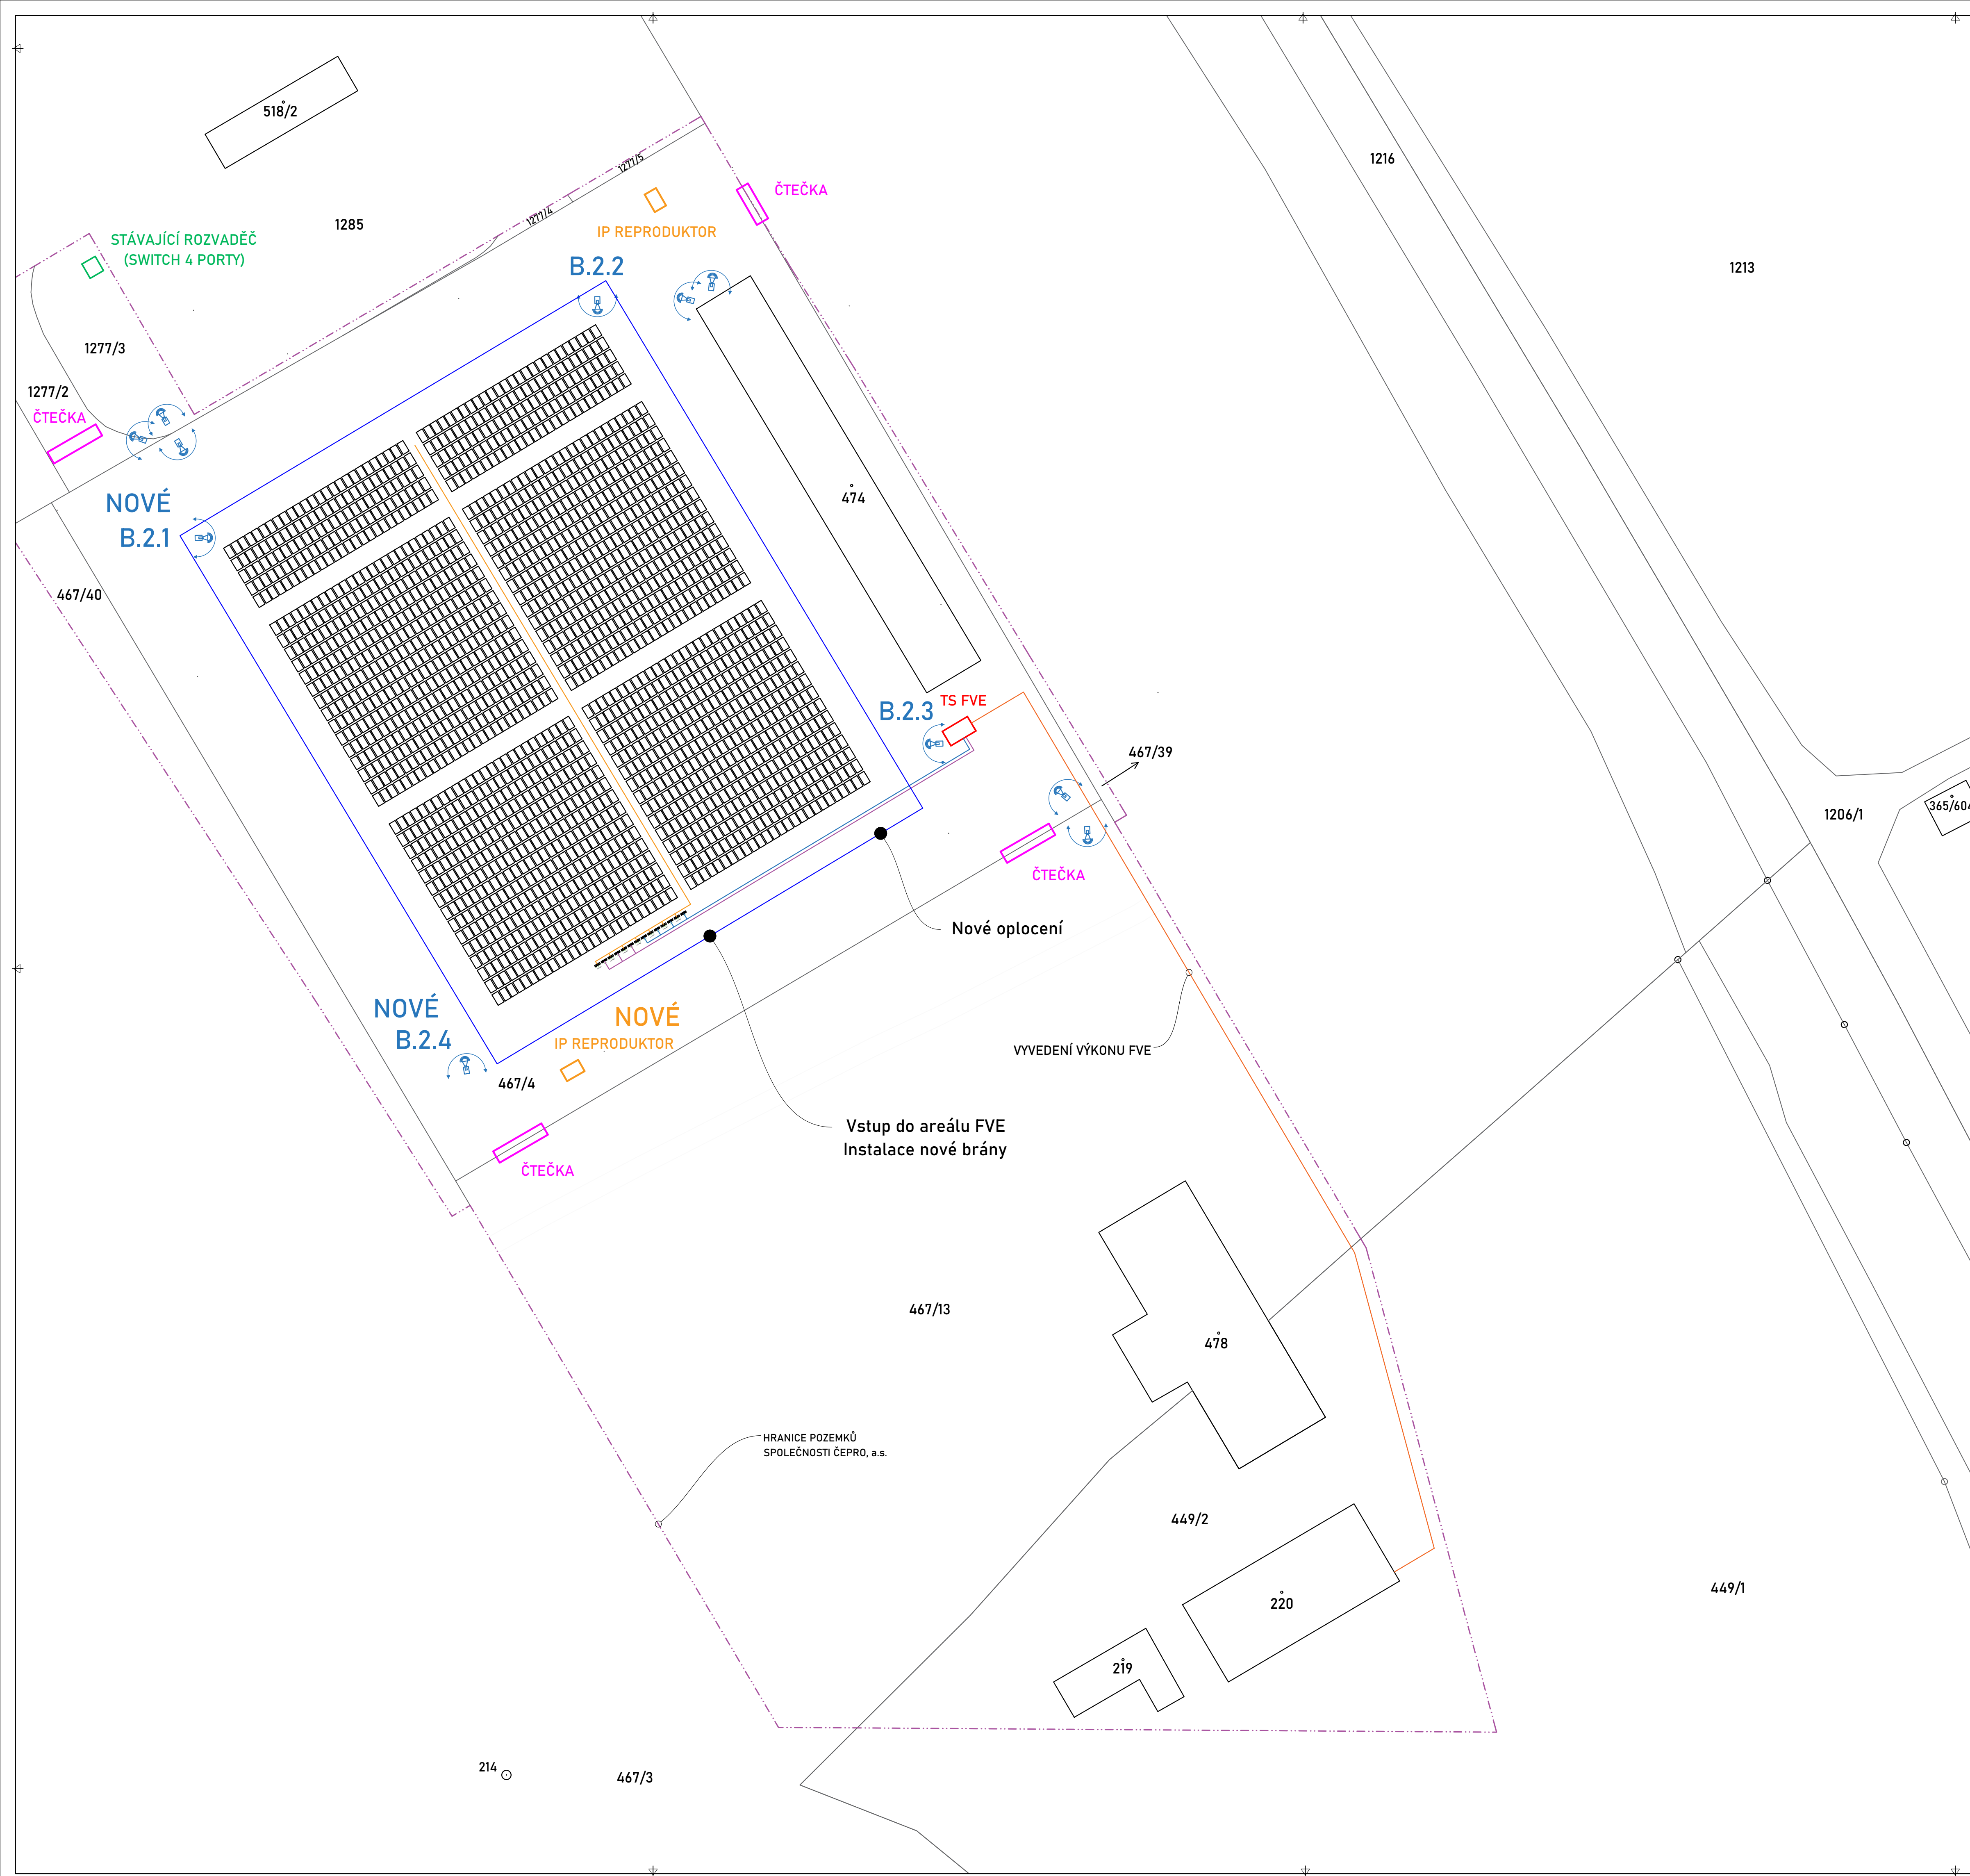 518/2
1277/5
1216
ČTEČKA
1277/4
1285
IP REPRODUKTOR
STÁVAJÍCÍ ROZVADĚČ
(SWITCH 4 PORTY)
B.2.2
1213
1277/3
1277/2
ČTEČKA
474
NOVÉ
B.2.1
467/40
TS FVE
B.2.3
467/39
365/604
1206/1
ČTEČKA
Nové oplocení
NOVÉ
B.2.4
NOVÉ
IP REPRODUKTOR
VYVEDENÍ VÝKONU FVE
467/4
Vstup do areálu FVE
Instalace nové brány
ČTEČKA
467/13
478
HRANICE POZEMKŮ
SPOLEČNOSTI ČEPRO, a.s.
449/2
449/1
220
219
214
467/3